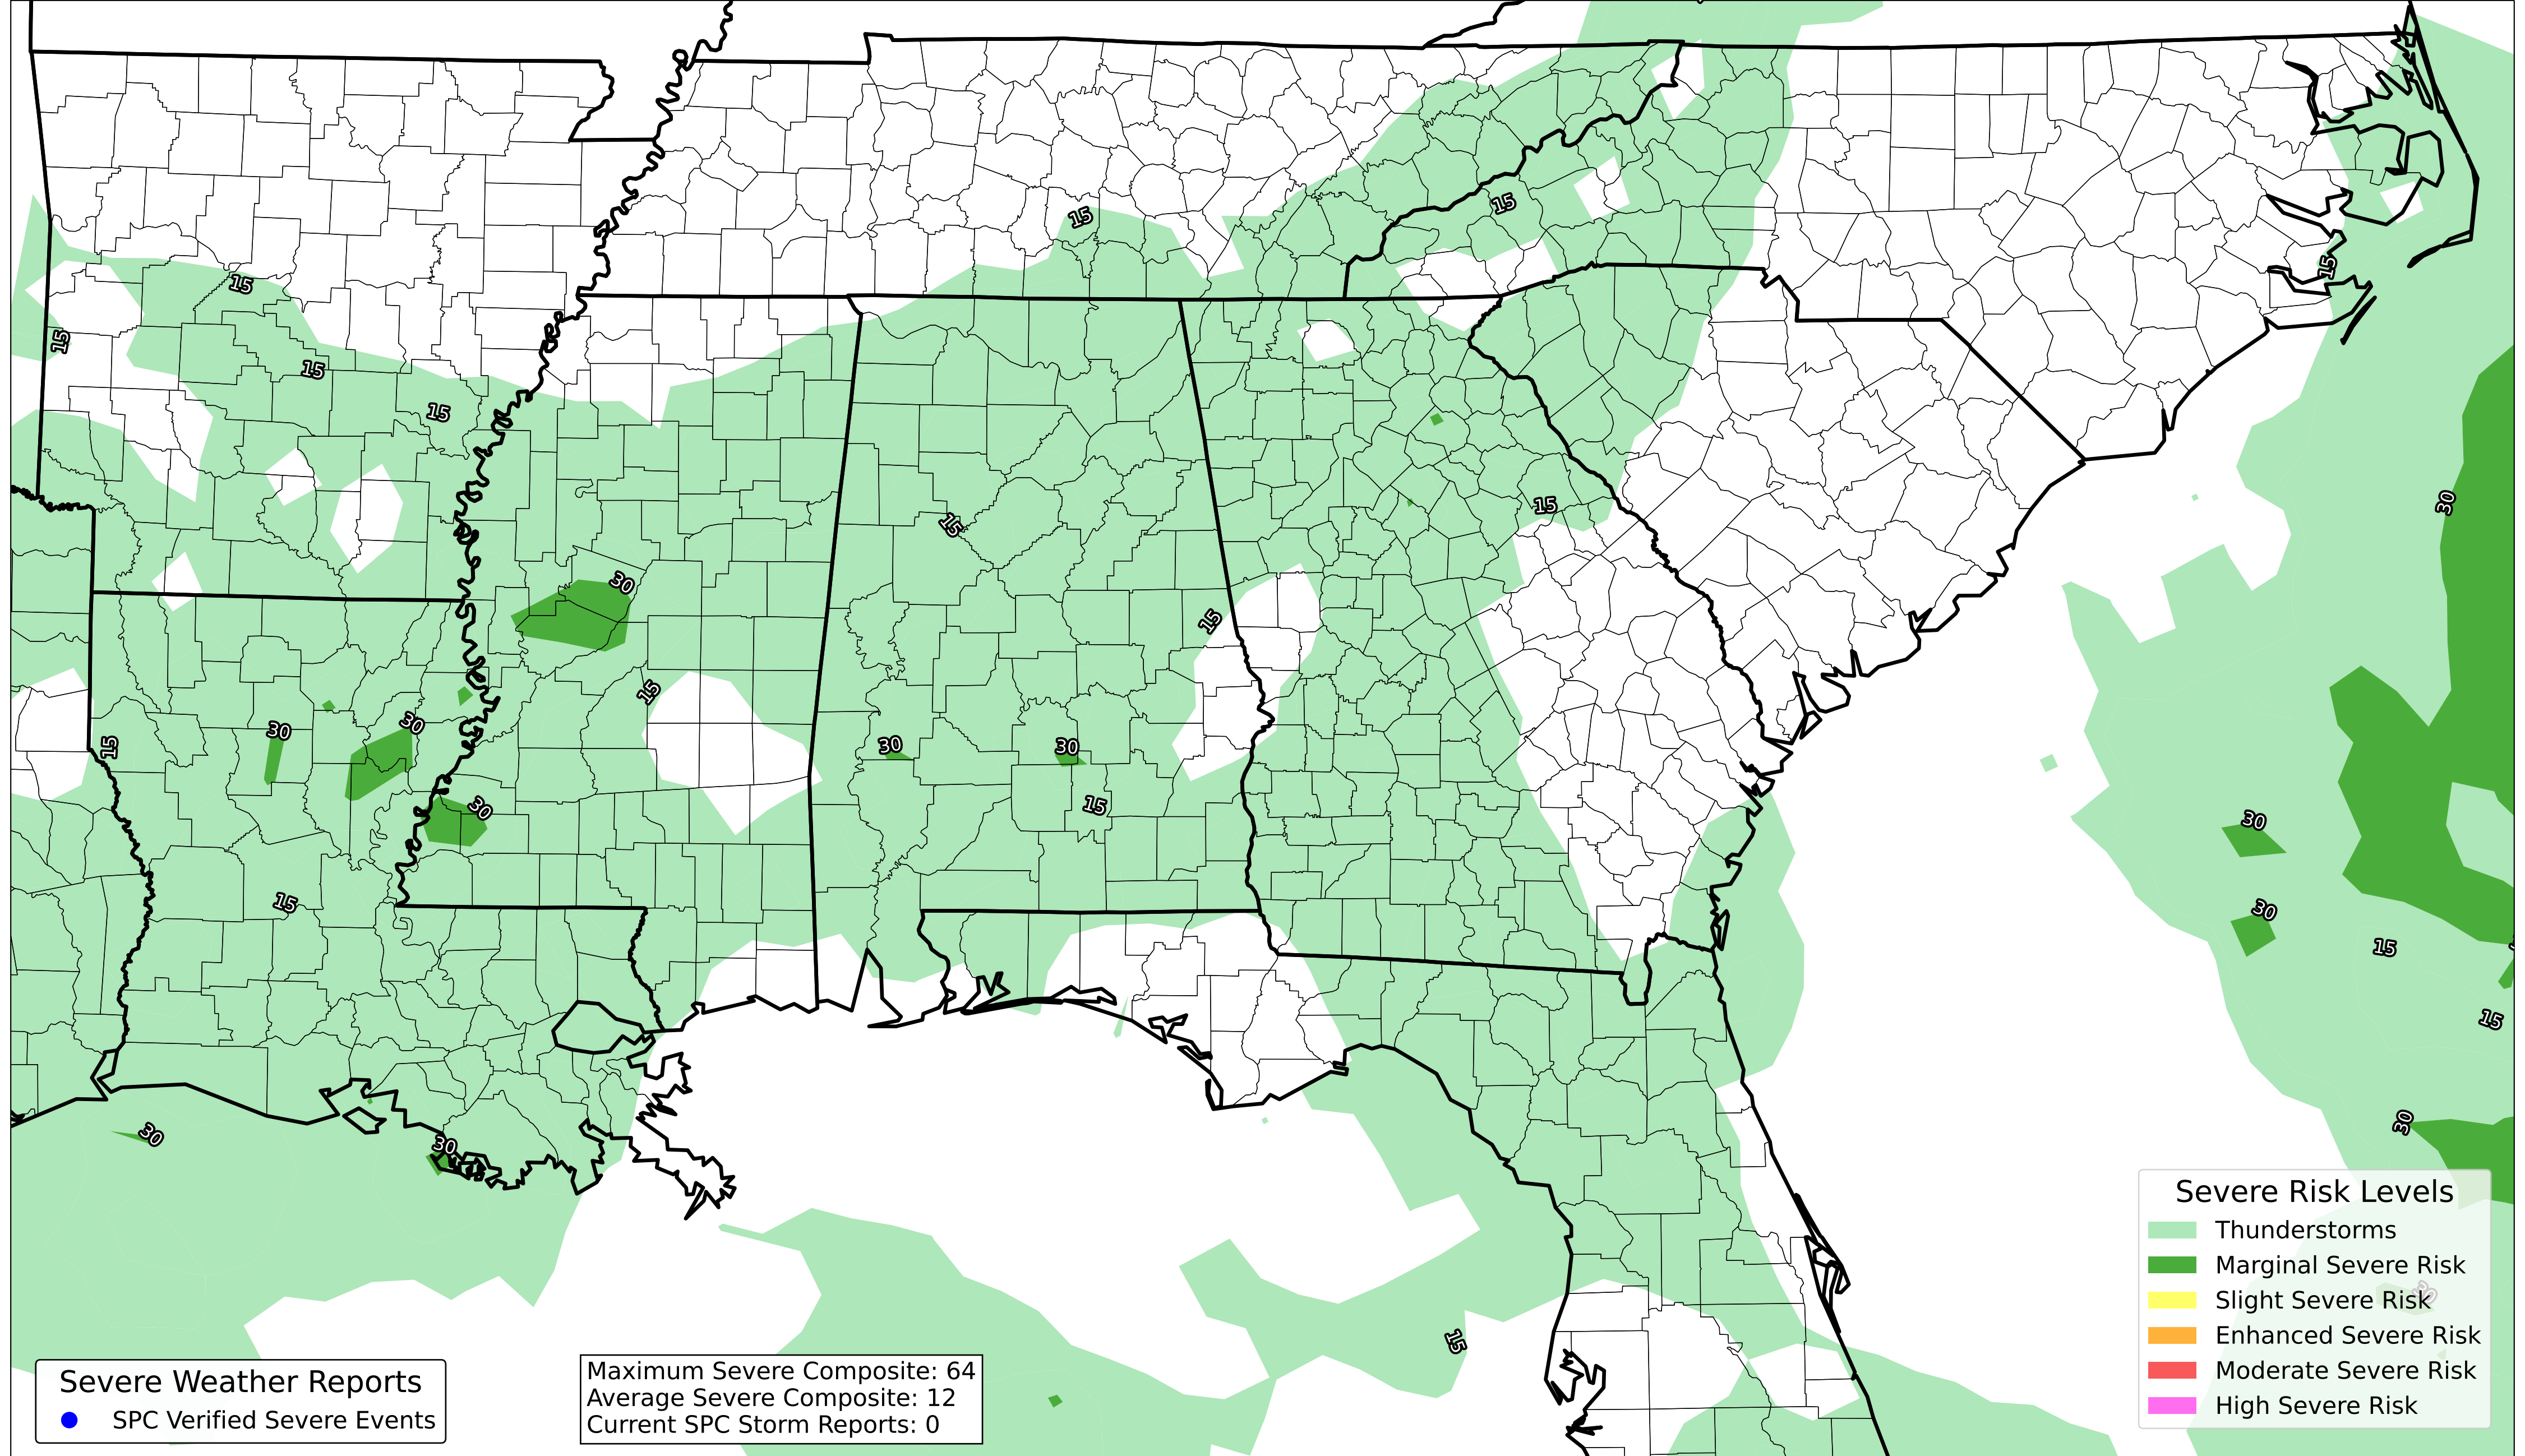 15
15
15
15
15
15
15
15
30
15
15
30
30
30
15
30
30
30
15
15
30
30
15
15
30
15
30
30
15
Severe Weather Reports
SPC Verified Severe Events
Maximum Severe Composite: 64
Average Severe Composite: 12
Current SPC Storm Reports: 0
Severe Risk Levels
Thunderstorms
Marginal Severe Risk
Slight Severe Risk
Enhanced Severe Risk
Moderate Severe Risk
High Severe Risk